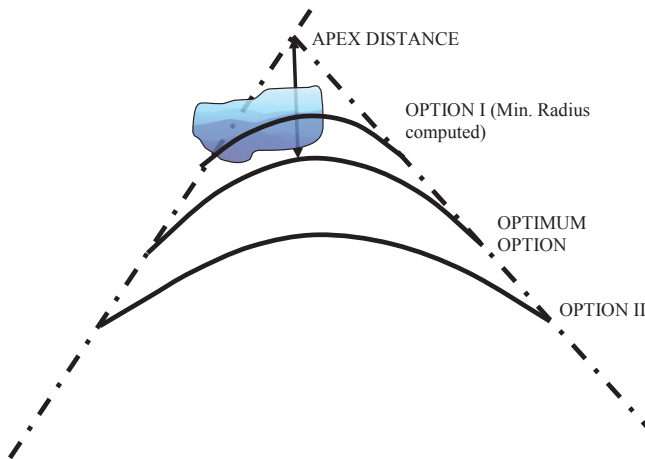 APEX DISTANCE
OPTION I (Min. Radius
computed)
OPTIMUM
OPTION
OPTION II